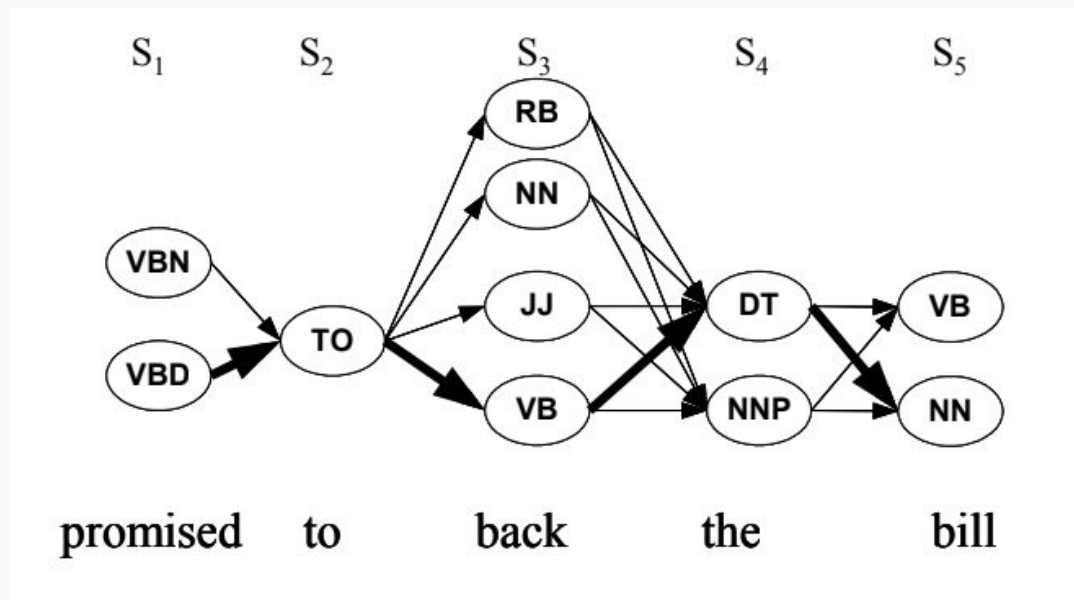 S₁ S₂ S₃ S₄ S₅
RB
NN
VBN
JJ DT VB
TO
VBD
VB NNP NN
promised to back the bill